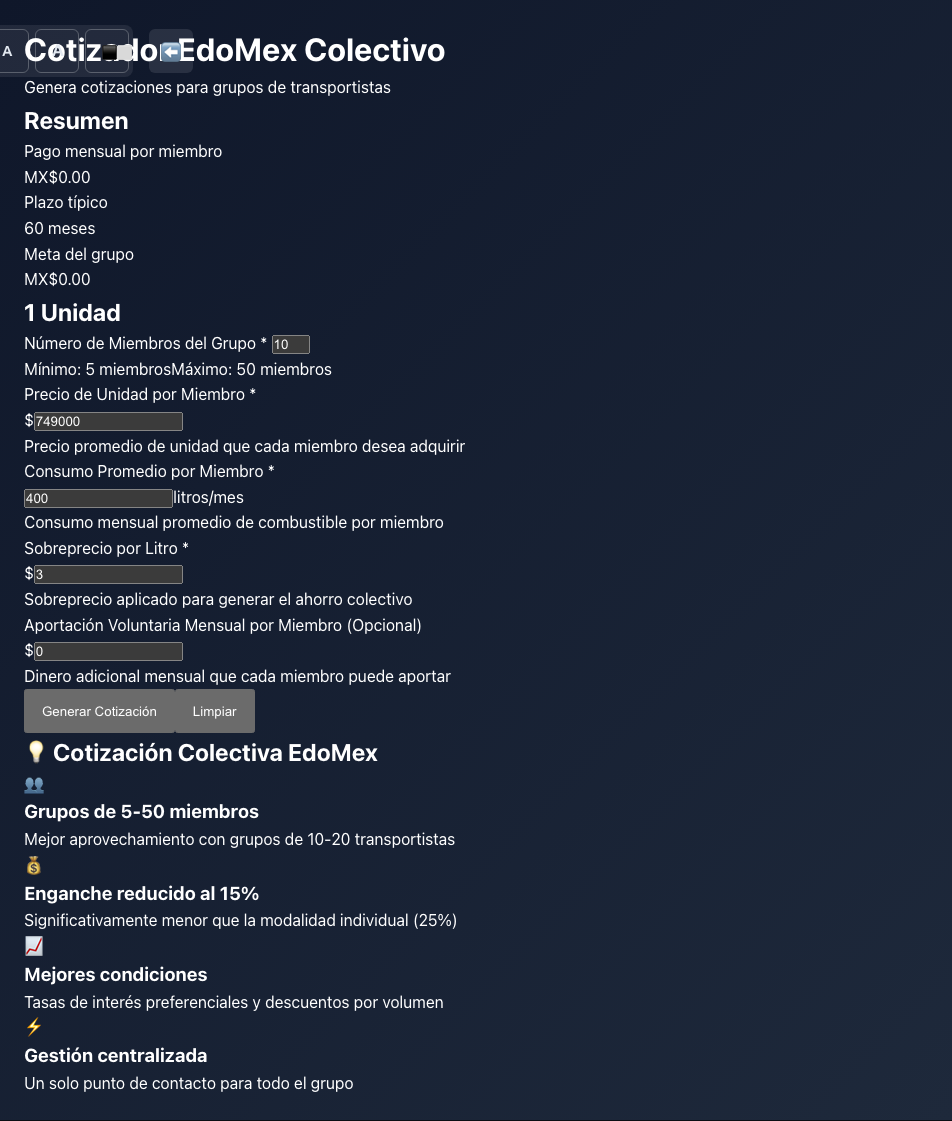 A
Cotizador EdoMex Colectivo
Genera cotizaciones para grupos de transportistas
Resumen
Pago mensual por miembro
MX$0.00
Plazo típico
60 meses
Meta del grupo
MX$0.00
1 Unidad
Número de Miembros del Grupo * 10
Mínimo: 5 miembrosMáximo: 50 miembros
Precio de Unidad por Miembro *
$749000
Precio promedio de unidad que cada miembro desea adquirir
Consumo Promedio por Miembro *
400 litros/mes
Consumo mensual promedio de combustible por miembro
Sobreprecio por Litro *
$3
Sobreprecio aplicado para generar el ahorro colectivo
Aportación Voluntaria Mensual por Miembro (Opcional)
$0
Dinero adicional mensual que cada miembro puede aportar
Generar Cotización Limpiar
💡 Cotización Colectiva EdoMex
👥
Grupos de 5-50 miembros
Mejor aprovechamiento con grupos de 10-20 transportistas
💰
Enganche reducido al 15%
Significativamente menor que la modalidad individual (25%)
📈
Mejores condiciones
Tasas de interés preferenciales y descuentos por volumen
⚡
Gestión centralizada
Un solo punto de contacto para todo el grupo